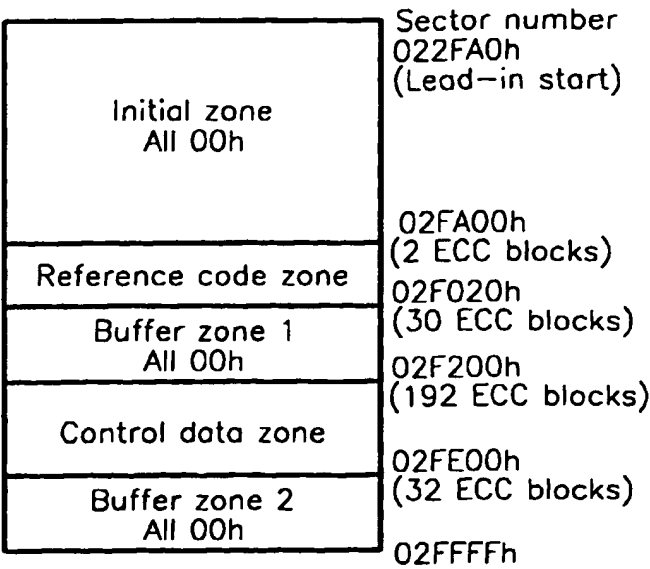 Sector number
022FA0h
(Lead-in start)
Initial zone
All 00h
02FA00h
(2 ECC blocks)
Reference code zone
02F020h
(30 ECC blocks)
Buffer zone 1
All 00h
02F200h
(192 ECC blocks)
Control data zone
02FE00h
(32 ECC blocks)
Buffer zone 2
All 00h
02FFFFh